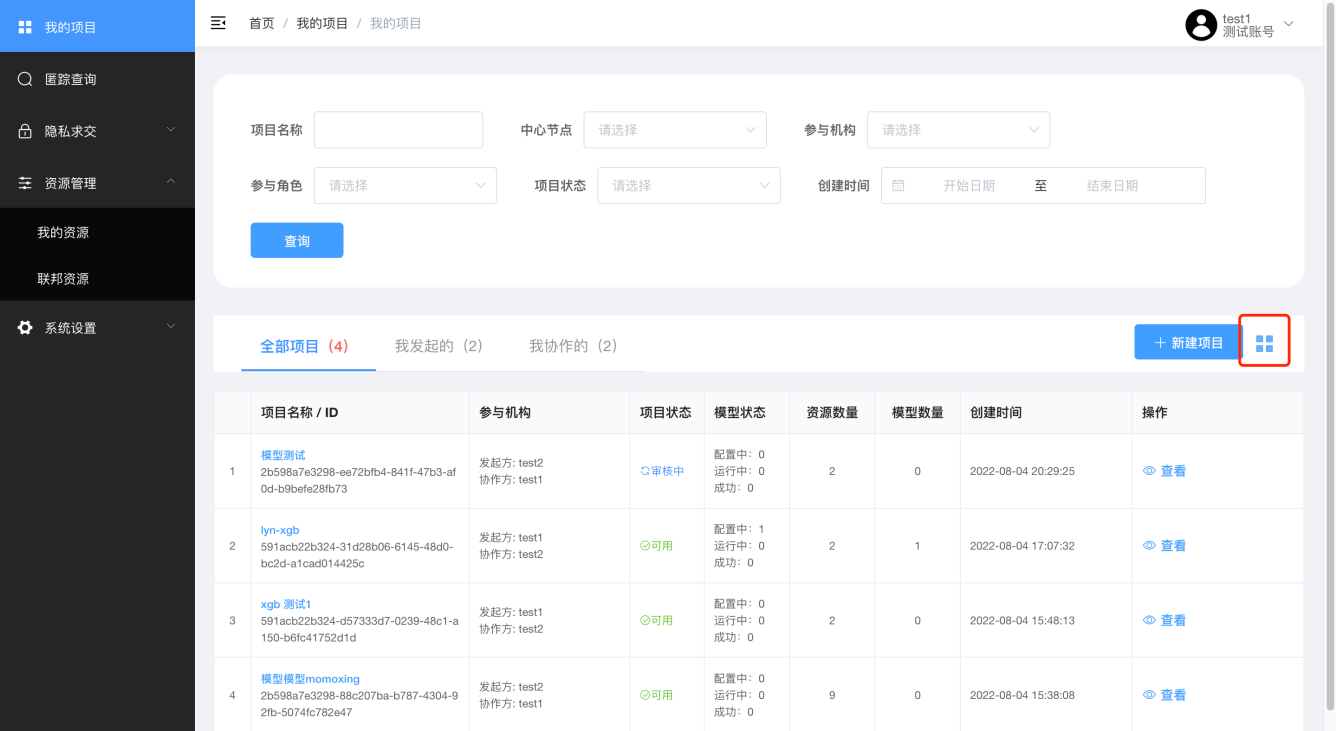 我的项目
匿踪查询
隐私求交
资源管理
我的资源
联邦资源
系统设置
首页 / 我的项目 / 我的项目
test1
测试账号
项目名称
中心节点 请选择
参与机构 请选择
参与角色 请选择
项目状态 请选择
创建时间 开始日期 至 结束日期
查询
全部项目（4） 我发起的（2） 我协作的（2）
+ 新建项目
项目名称 / ID 参与机构 项目状态 模型状态 资源数量 模型数量 创建时间 操作
1
模型测试
2b598a7e3298-ee72bfb4-841f-47b3-af
0d-b9befe28fb73
发起方: test2
协作方: test1
审核中
配置中：0
运行中：0
成功：0
2
0
2022-08-04 20:29:25
查看
2
lyn-xgb
591acb22b324-31d28b06-6145-48d0-
bc2d-a1cad014425c
发起方: test1
协作方: test2
可用
配置中：1
运行中：0
成功：0
2
1
2022-08-04 17:07:32
查看
3
xgb 测试1
591acb22b324-d57333d7-0239-48c1-a
150-b6fc41752d1d
发起方: test1
协作方: test2
可用
配置中：0
运行中：0
成功：0
2
0
2022-08-04 15:48:13
查看
4
模型模型momoxing
2b598a7e3298-88c207ba-b787-4304-9
2fb-5074fc782e47
发起方: test2
协作方: test1
可用
配置中：0
运行中：0
成功：0
9
0
2022-08-04 15:38:08
查看